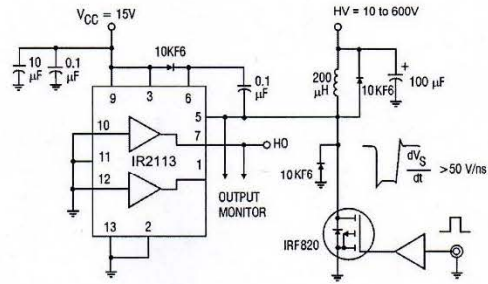 V_CC = 15V
HV = 10 to 600V
10KF6
10 μF
0.1 μF
0.1 μF
200 μH
10KF6
+
100 μF
9
3
6
5
7
HO
10
11
IR2113
1
12
OUTPUT
MONITOR
10KF6
dV_S
dt
>50 V/ns
13
2
IRF820